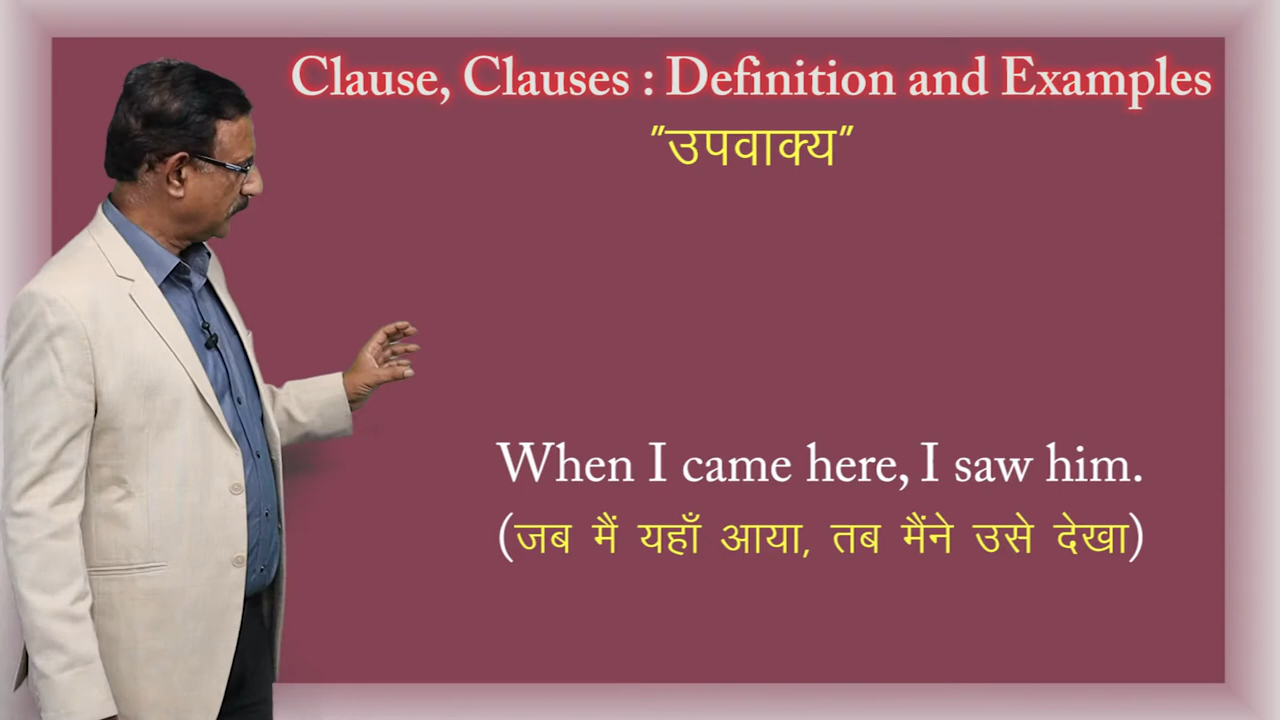 Clause, Clauses : Definition and Examples
"उपवाक्य"
When I came here, I saw him.
(जब मैं यहाँ आया, तब मैंने उसे देखा)